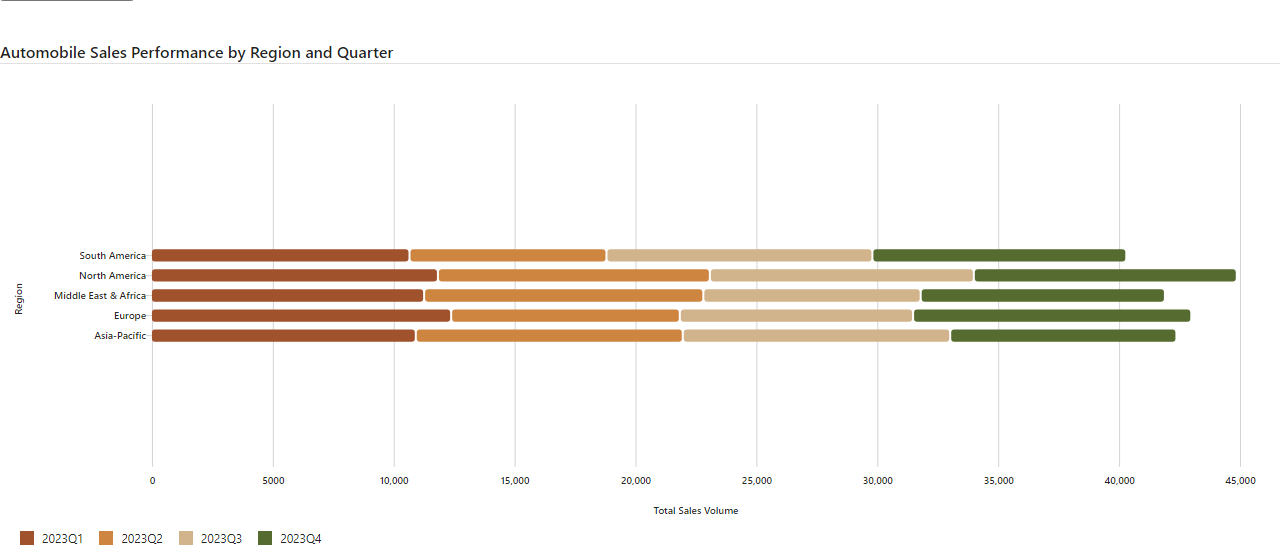 Automobile Sales Performance by Region and Quarter
Region
South America
North America
Middle East & Africa
Europe
Asia-Pacific
0 5000 10,000 15,000 20,000 25,000 30,000 35,000 40,000 45,000
Total Sales Volume
2023Q1 2023Q2 2023Q3 2023Q4